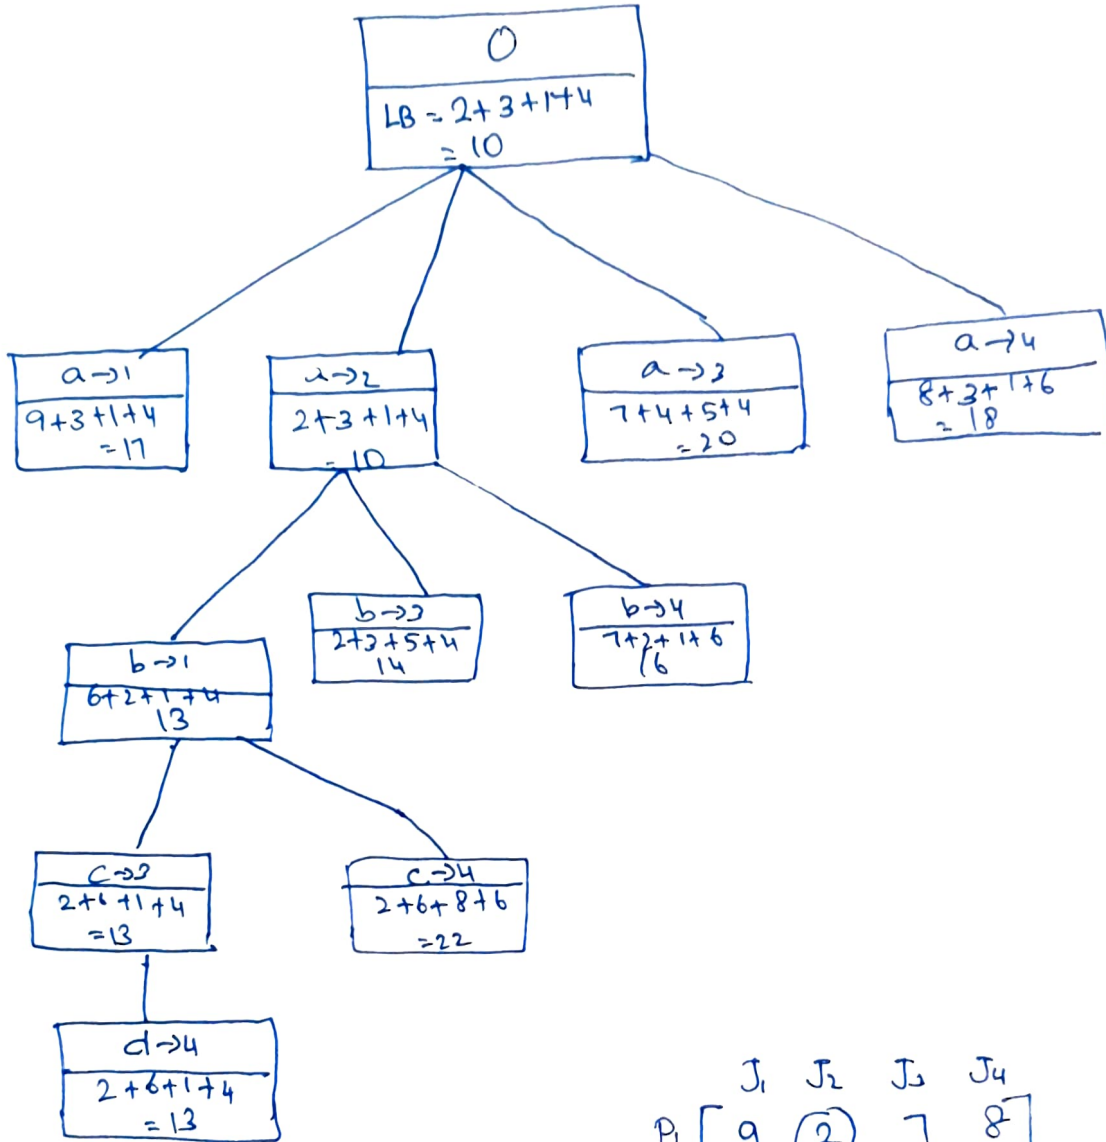 0
LB = 2+3+1+4
= 10
a→1
9+3+1+4
=17
a→2
2+3+1+4
=10
a→3
7+4+5+4
=20
a→4
8+3+1+6
= 18
b→1
6+2+1+4
13
b→3
2+3+5+4
14
b→4
7+2+1+6
16
c→3
2+6+1+4
=13
c→4
2+6+8+6
=22
d→4
2+6+1+4
=13
J1 J2 J3 J4
P1 [ 9 2 7 8 ]